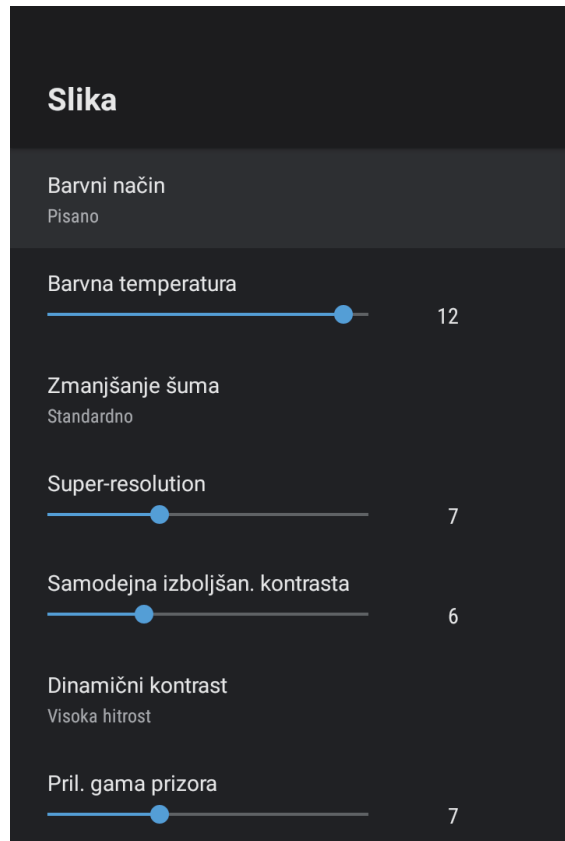 Slika
Barvni način
Pisano
Barvna temperatura
12
Zmanjšanje šuma
Standardno
Super-resolution
7
Samodejna izboljšan. kontrasta
6
Dinamični kontrast
Visoka hitrost
Pril. gama prizora
7